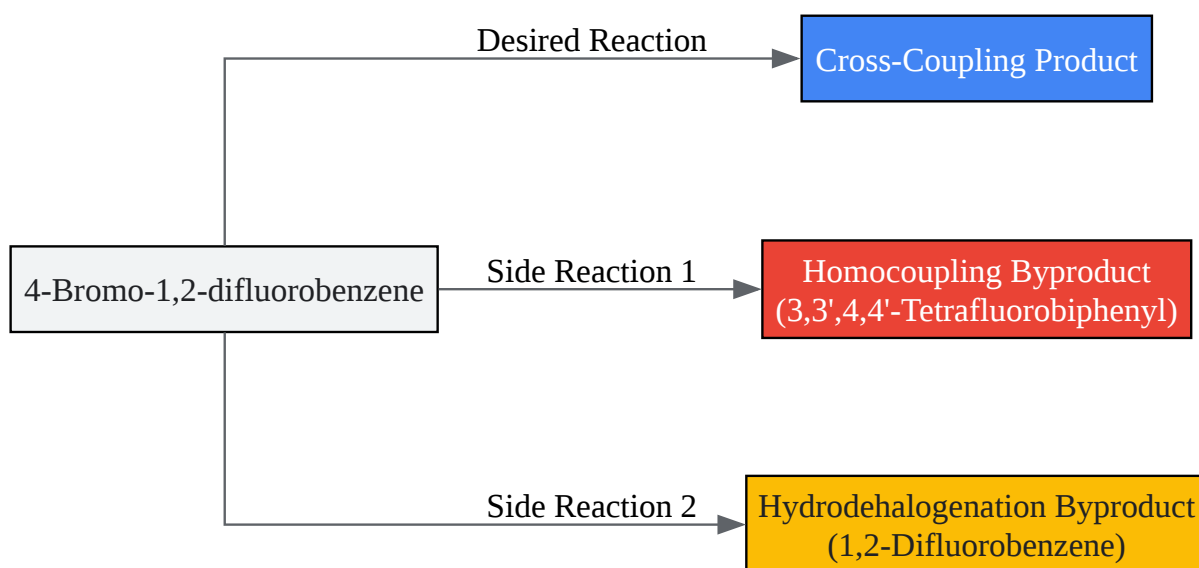 Desired Reaction
Cross-Coupling Product
4-Bromo-1,2-difluorobenzene
Side Reaction 1
Homocoupling Byproduct
(3,3',4,4'-Tetrafluorobiphenyl)
Side Reaction 2
Hydrodehalogenation Byproduct
(1,2-Difluorobenzene)